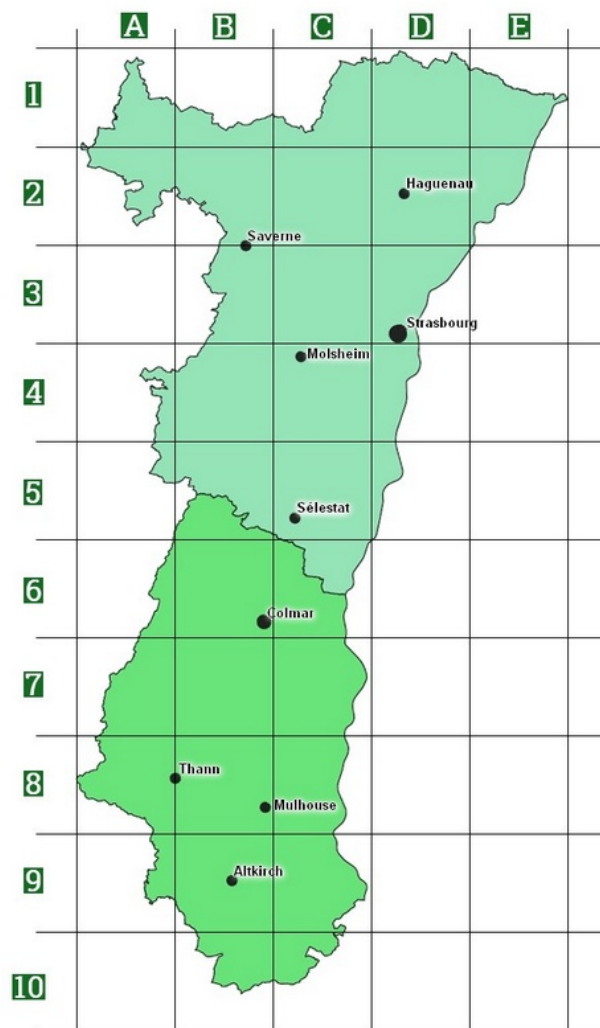 A B C D E
1
2
Haguenau
Saverne
3
Strasbourg
Molsheim
4
5
Sélestat
6
Colmar
7
Thann
8
Mulhouse
Altkirch
9
10